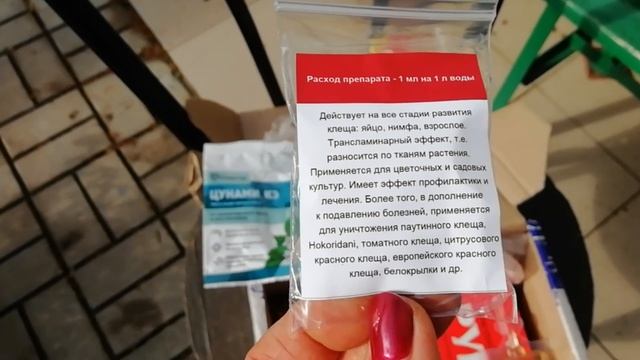 Расход препарата - 1 мл на 1 л воды
Действует на все стадии развития
клеща: яйцо, нимфа, взрослое.
Трансламинарный эффект, т.е.
разносится по тканям растения.
Применяется для цветочных и садовых
культур. Имеет эффект профилактики и
лечения. Более того, в дополнение
к подавлению болезней, применяется
для уничтожения паутинного клеща,
Hokoridani, томатного клеща, цитрусового
красного клеща, европейского красного
клеща, белокрылки и др.
ЦУНАМИ КЭ